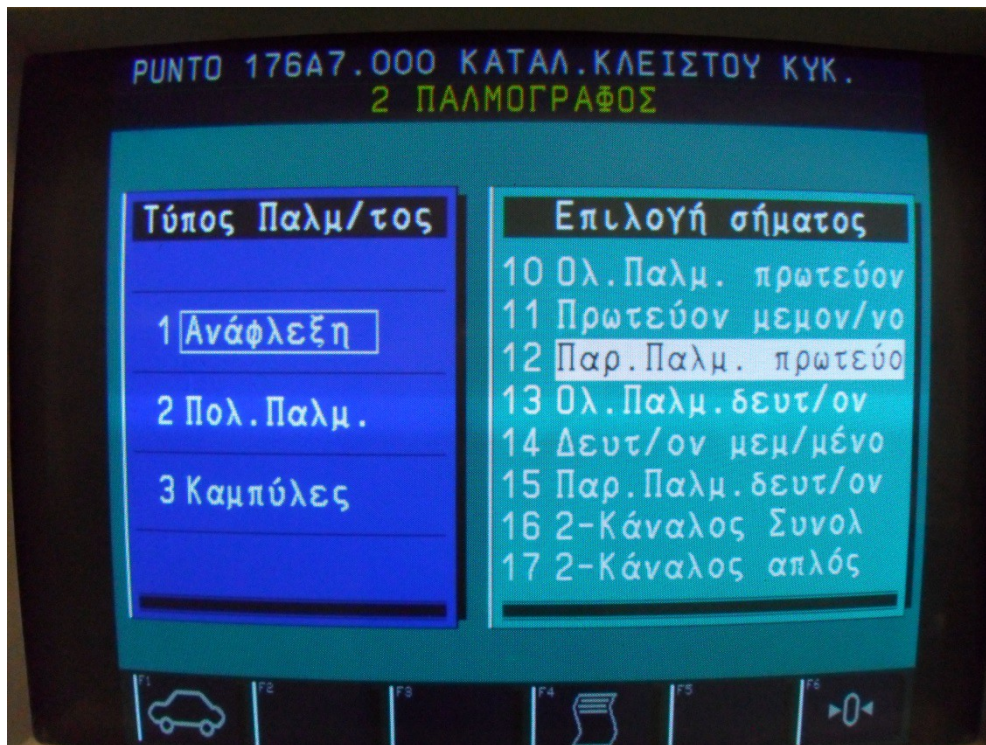 PUNTO 176A7.000 ΚΑΤΑΛ.ΚΛΕΙΣΤΟΥ ΚΥΚ.
2 ΠΑΛΜΟΓΡΑΦΟΣ
Τύπος Παλμ/τος
1 Ανάφλεξη
2 Πολ.Παλμ.
3 Καμπύλες
Επιλογή σήματος
10 Ολ.Παλμ. πρωτεύον
11 Πρωτεύον μεμον/νο
12 Παρ.Παλμ. πρωτεύο
13 Ολ.Παλμ.δευτ/ον
14 Δευτ/ον μεμ/μένο
15 Παρ.Παλμ.δευτ/ον
16 2-Κάναλος Συνολ
17 2-Κάναλος απλός
F1 F2 F3 F4 F5 F6
▸0◂